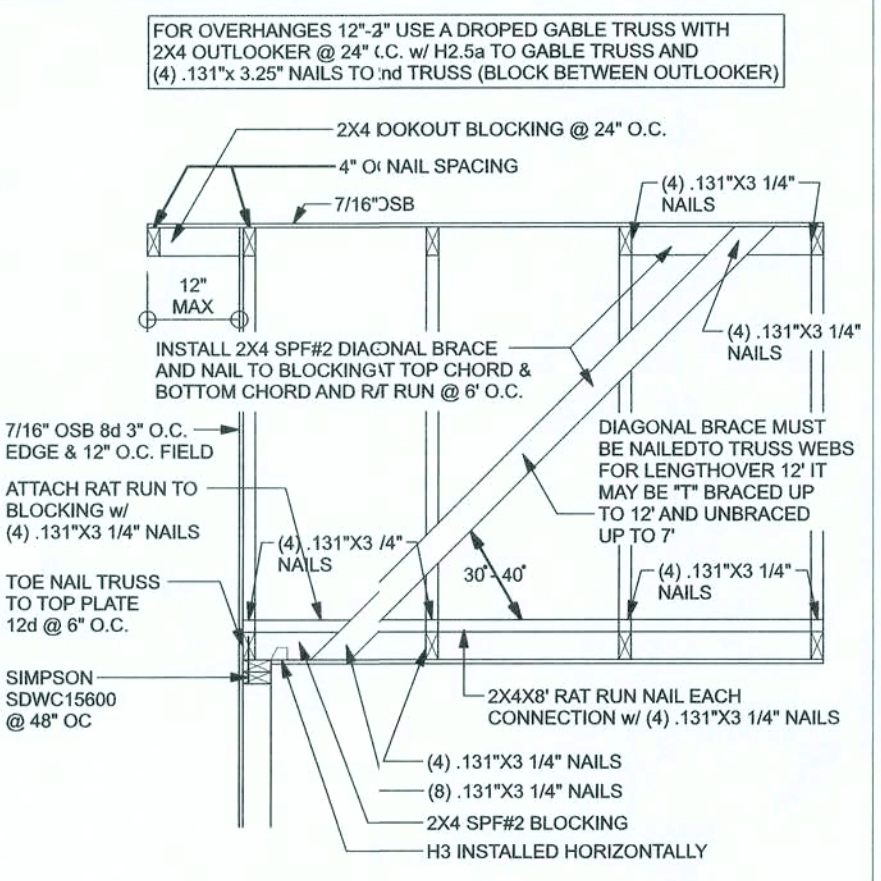 FOR OVERHANGES 12"-2" USE A DROPED GABLE TRUSS WITH
2X4 OUTLOOKER @ 24" O.C. w/ H2.5a TO GABLE TRUSS AND
(4) .131"x 3.25" NAILS TO 2nd TRUSS (BLOCK BETWEEN OUTLOOKER)
2X4 LOOKOUT BLOCKING @ 24" O.C.
4" OC NAIL SPACING
7/16" OSB
(4) .131"X3 1/4"
NAILS
12"
MAX
(4) .131"X3 1/4"
NAILS
INSTALL 2X4 SPF#2 DIAGONAL BRACE
AND NAIL TO BLOCKING AT TOP CHORD &
BOTTOM CHORD AND RAT RUN @ 6' O.C.
7/16" OSB 8d 3" O.C.
EDGE & 12" O.C. FIELD
DIAGONAL BRACE MUST
BE NAILEDTO TRUSS WEBS
FOR LENGTHOVER 12' IT
MAY BE "T" BRACED UP
TO 12' AND UNBRACED
UP TO 7'
ATTACH RAT RUN TO
BLOCKING w/
(4) .131"X3 1/4" NAILS
(4) .131"X3 /4"
NAILS
30° - 40°
(4) .131"X3 1/4"
NAILS
TOE NAIL TRUSS
TO TOP PLATE
12d @ 6" O.C.
SIMPSON
SDWC15600
@ 48" OC
2X4X8' RAT RUN NAIL EACH
CONNECTION w/ (4) .131"X3 1/4" NAILS
(4) .131"X3 1/4" NAILS
(8) .131"X3 1/4" NAILS
2X4 SPF#2 BLOCKING
H3 INSTALLED HORIZONTALLY